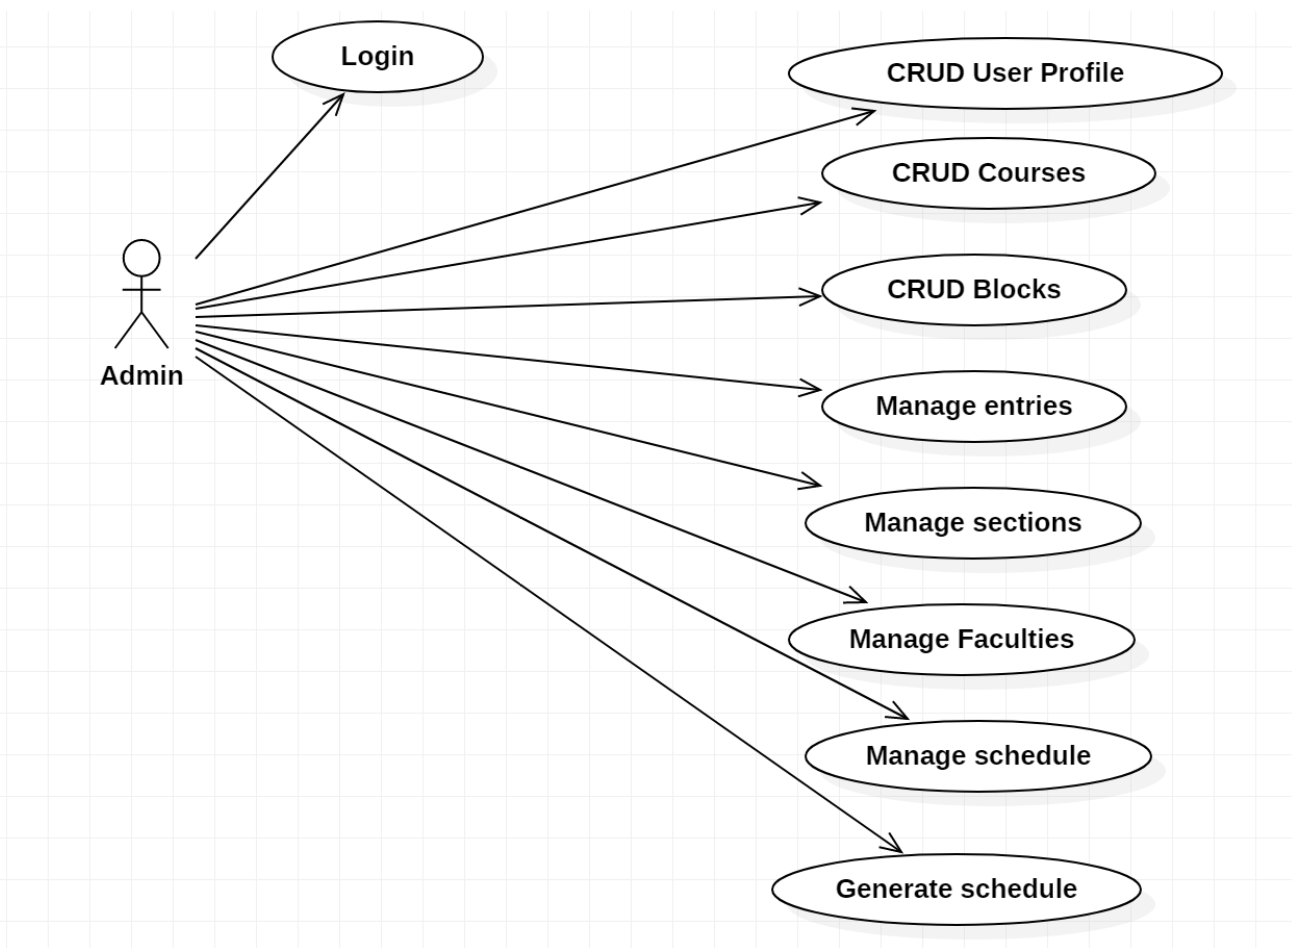 Login
CRUD User Profile
CRUD Courses
CRUD Blocks
Admin
Manage entries
Manage sections
Manage Faculties
Manage schedule
Generate schedule